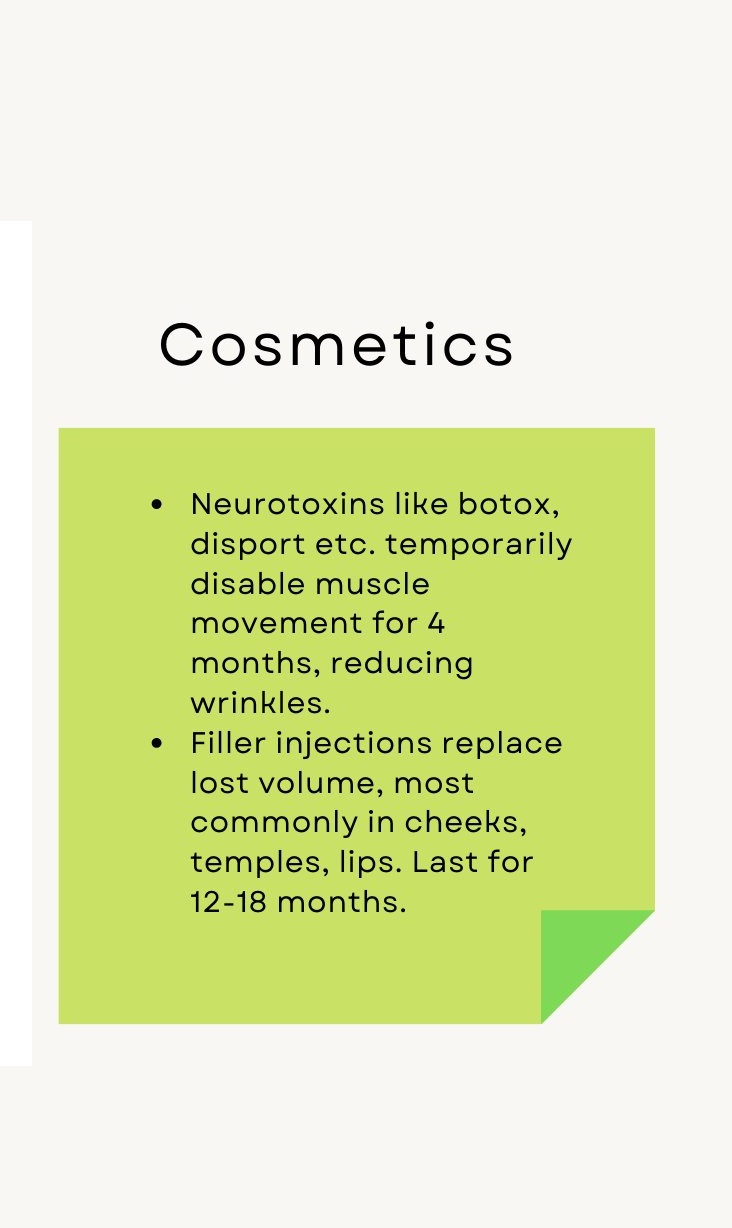 Cosmetics
• Neurotoxins like botox,
disport etc. temporarily
disable muscle
movement for 4
months, reducing
wrinkles.
• Filler injections replace
lost volume, most
commonly in cheeks,
temples, lips. Last for
12-18 months.